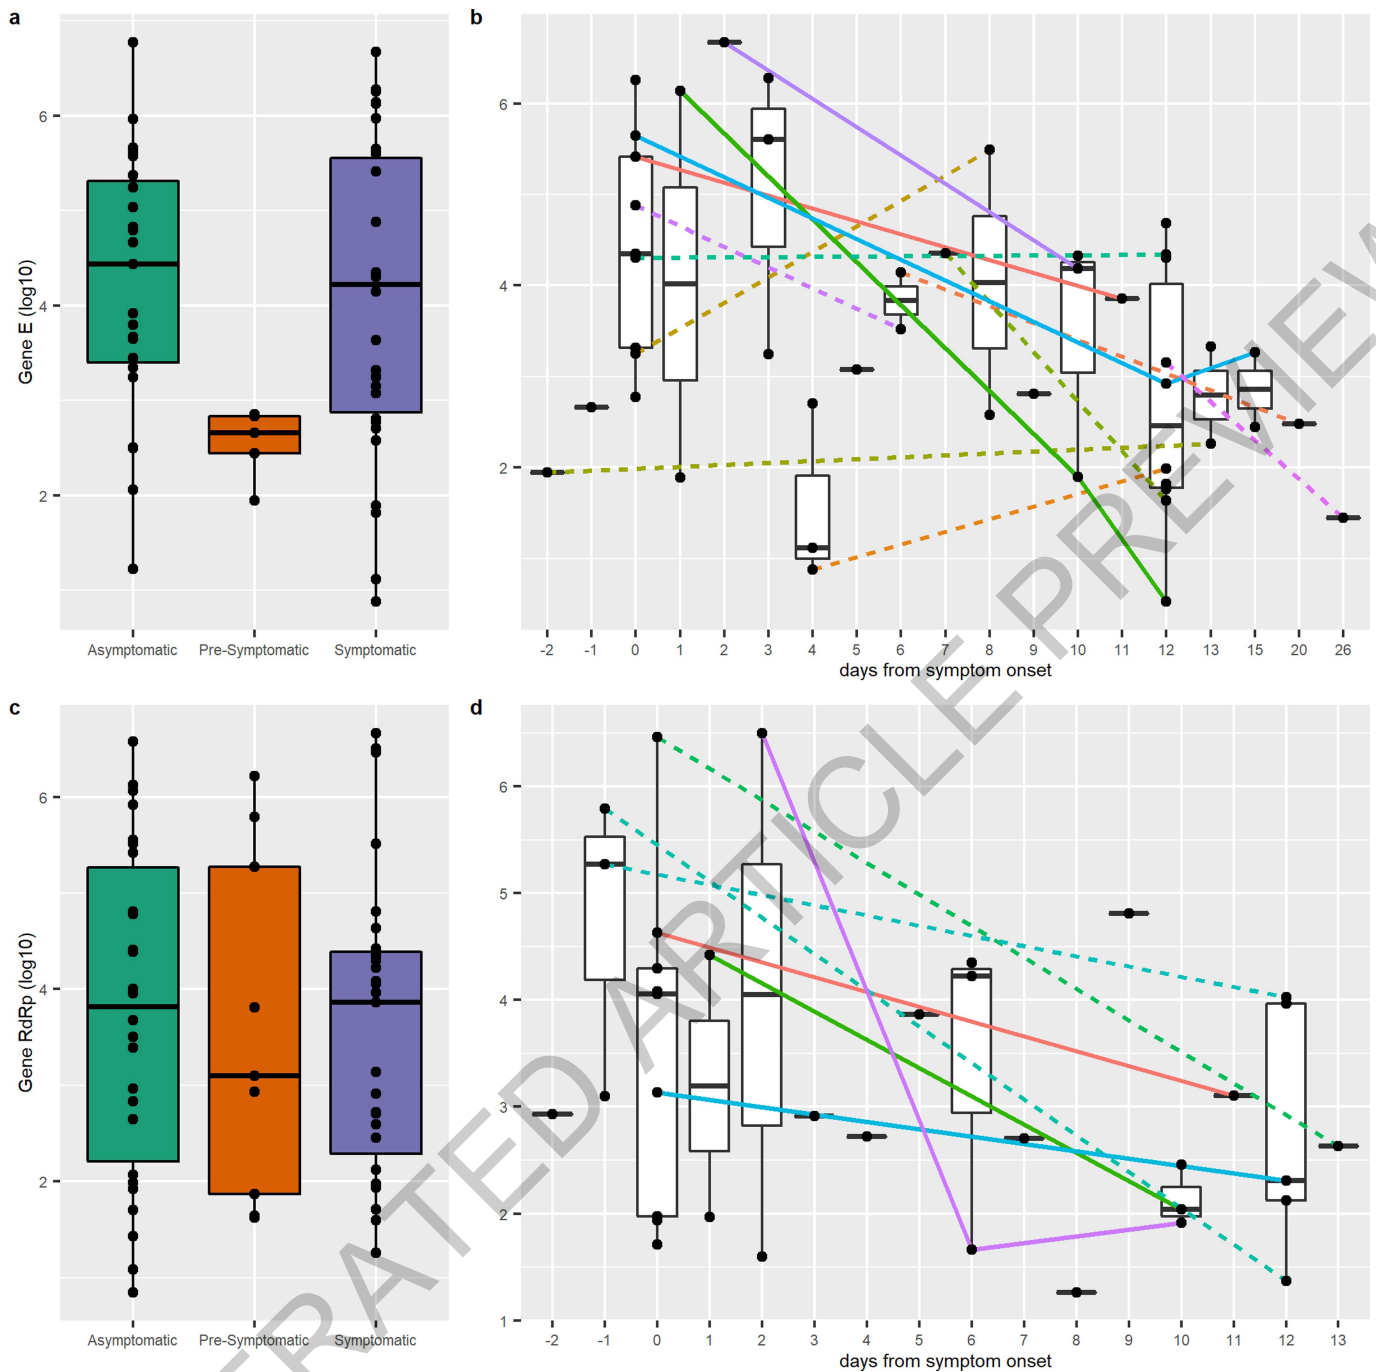 a
b
Gene E (log10)
6
4
2
Asymptomatic Pre-Symptomatic Symptomatic
6
4
2
-2 -1 0 1 2 3 4 5 6 7 8 9 10 11 12 13 15 20 26
days from symptom onset
c
d
Gene RdRp (log10)
6
4
2
Asymptomatic Pre-Symptomatic Symptomatic
6
5
4
3
2
1
-2 -1 0 1 2 3 4 5 6 7 8 9 10 11 12 13
days from symptom onset
ERATED ARTICLE PREVIEW